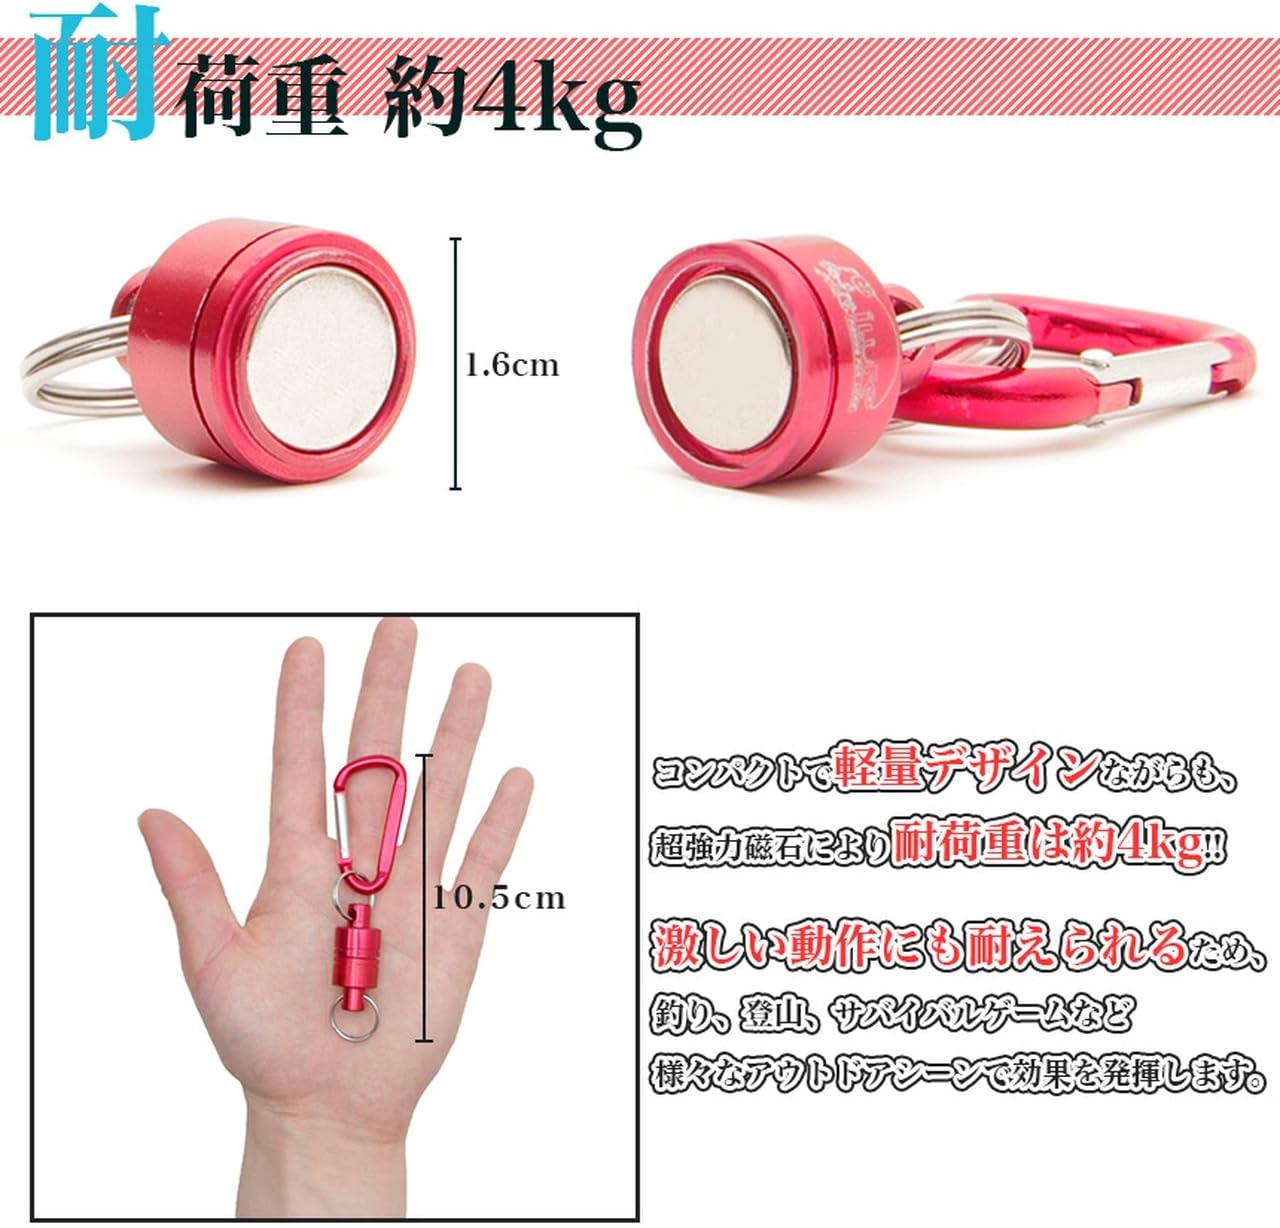 耐荷重 約4kg
1.6cm
10.5cm
コンパクトで軽量デザインながらも、
超強力磁石により耐荷重は約4kg!!
激しい動作にも耐えられるため、
釣り、登山、サバイバルゲームなど
様々なアウトドアシーンで効果を発揮します。